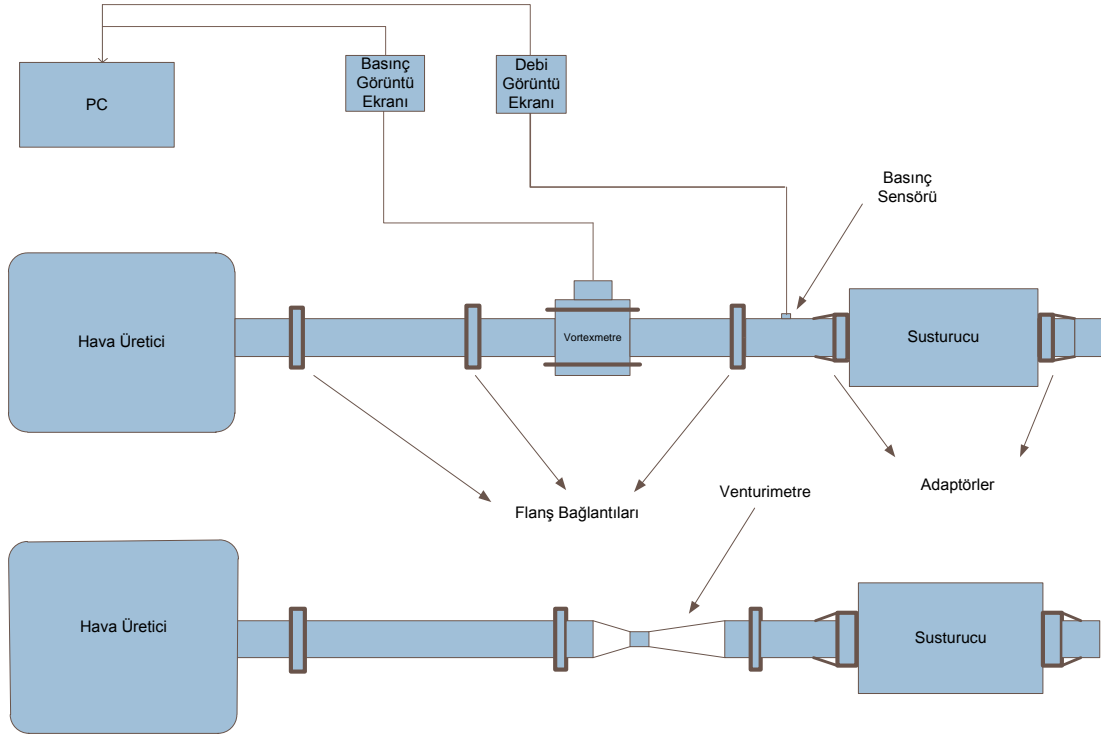 PC
Basınç
Görüntü
Ekranı
Debi
Görüntü
Ekranı
Basınç
Sensörü
Hava Üretici
Vortexmetre
Susturucu
Venturimetre
Adaptörler
Flanş Bağlantıları
Hava Üretici
Susturucu